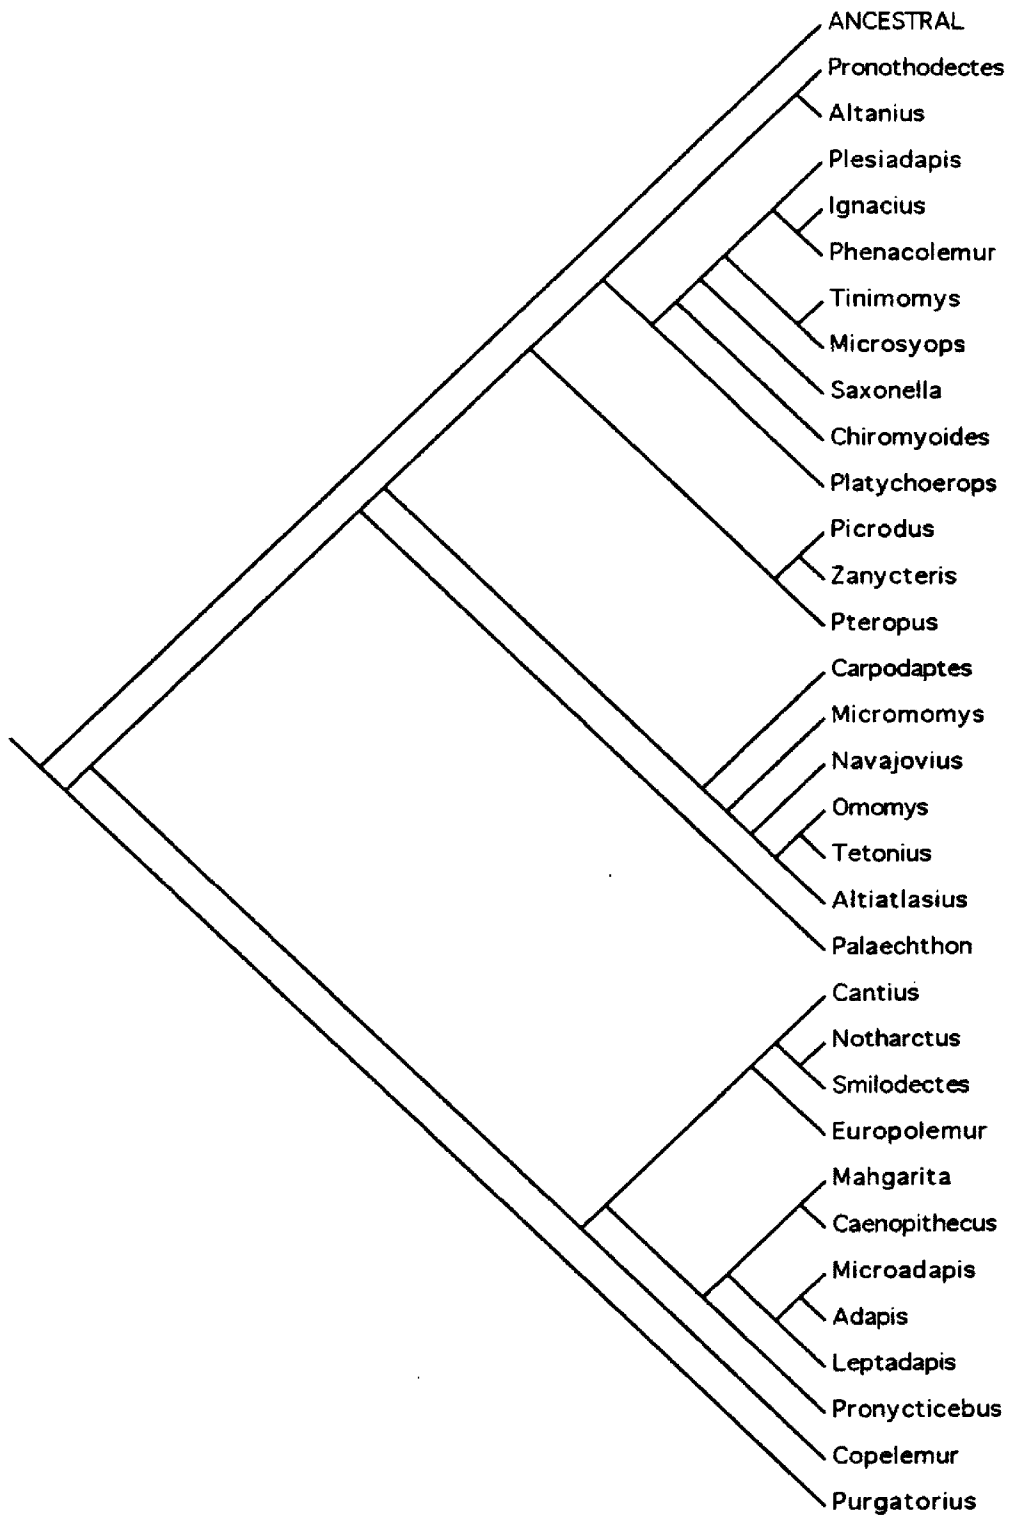 ANCESTRAL
Pronothodectes
Altanius
Plesiadapis
Ignacius
Phenacolemur
Tinimomys
Microsyops
Saxonella
Chiromyoides
Platychoerops
Picrodus
Zanycteris
Pteropus
Carpodaptes
Micromomys
Navajovius
Omomys
Tetonius
Altiatlasius
Palaechthon
Cantius
Notharctus
Smilodectes
Europolemur
Mahgarita
Caenopithecus
Microadapis
Adapis
Leptadapis
Pronycticebus
Copelemur
Purgatorius